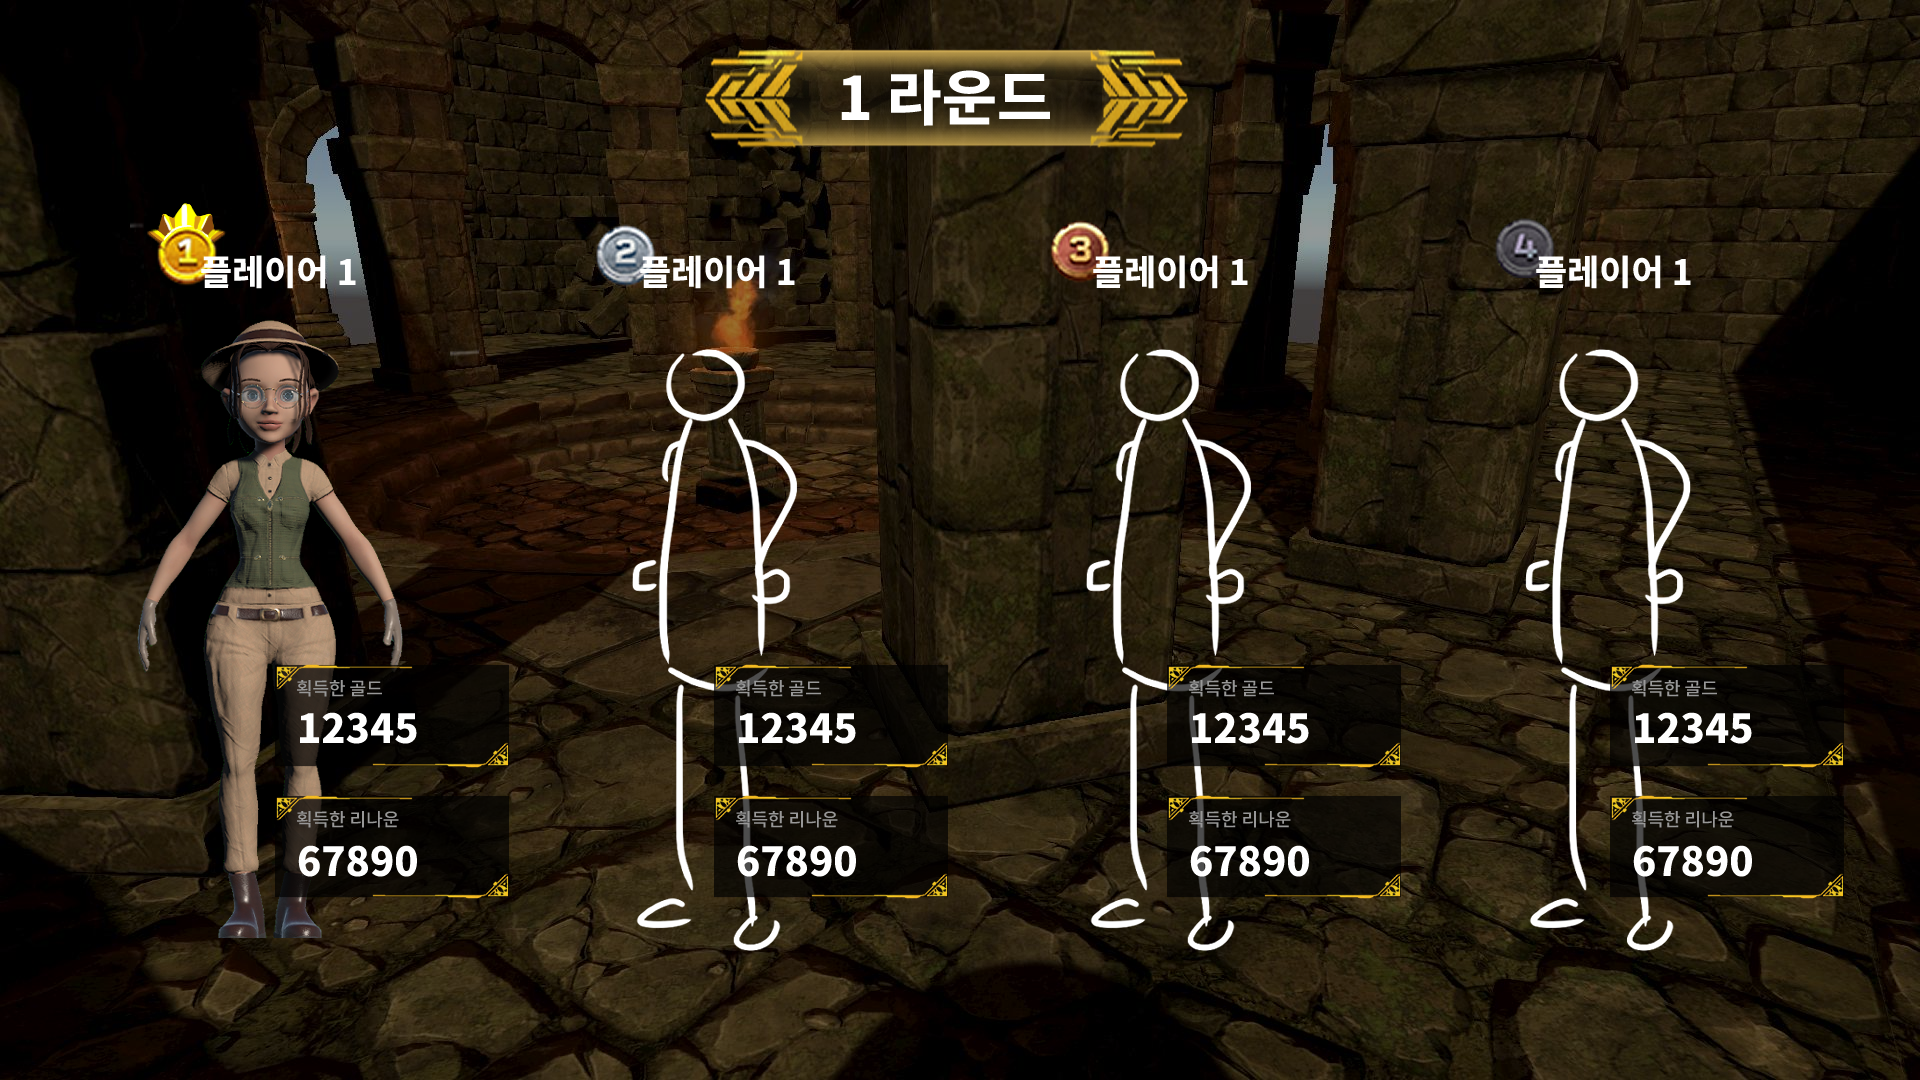 1 라운드
1 플레이어 1
2 플레이어 1
3 플레이어 1
4 플레이어 1
획득한 골드
12345
획득한 리나운
67890
획득한 골드
12345
획득한 리나운
67890
획득한 골드
12345
획득한 리나운
67890
획득한 골드
12345
획득한 리나운
67890